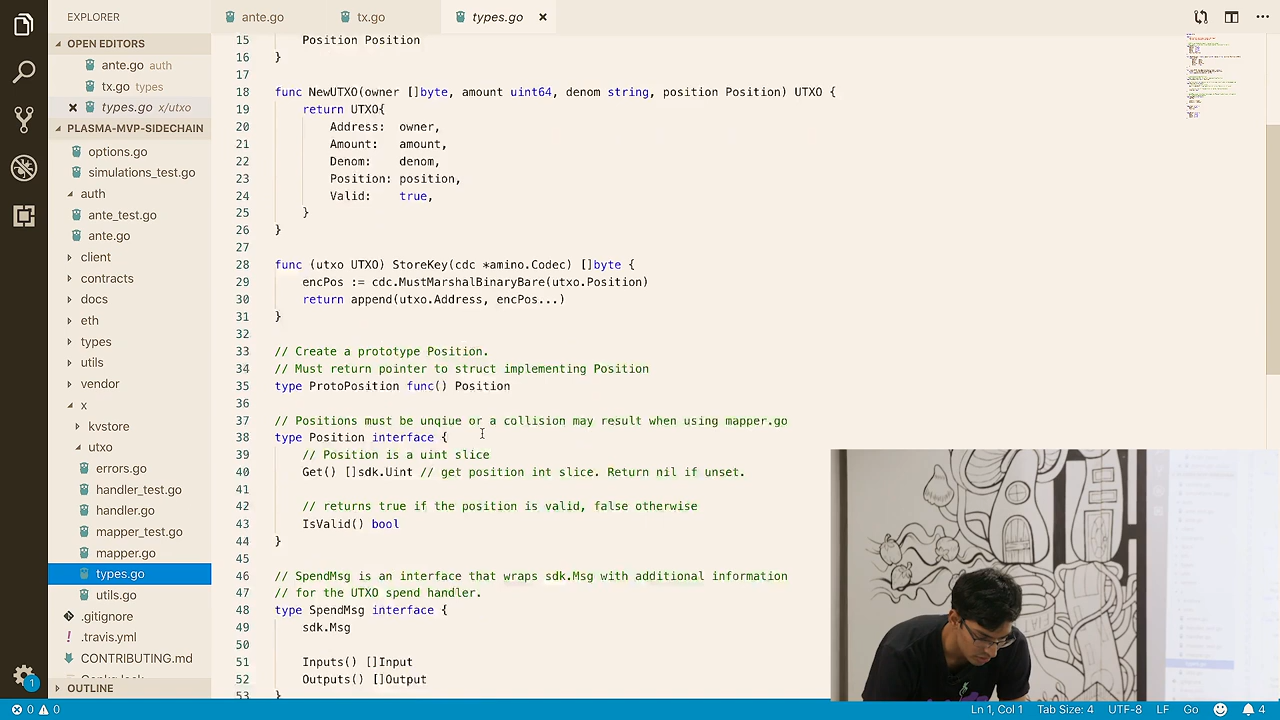 EXPLORER
ante.go
tx.go
types.go
OPEN EDITORS
ante.go auth
tx.go types
types.go x/utxo
PLASMA-MVP-SIDECHAIN
options.go
simulations_test.go
auth
ante_test.go
ante.go
client
contracts
docs
eth
types
utils
vendor
x
kvstore
utxo
errors.go
handler_test.go
handler.go
mapper_test.go
mapper.go
types.go
utils.go
.gitignore
.travis.yml
CONTRIBUTING.md
OUTLINE
15 Position Position
16 }
17
18 func NewUTXO(owner []byte, amount uint64, denom string, position Position) UTXO {
19 return UTXO{
20 Address: owner,
21 Amount: amount,
22 Denom: denom,
23 Position: position,
24 Valid: true,
25 }
26 }
27
28 func (utxo UTXO) StoreKey(cdc *amino.Codec) []byte {
29 encPos := cdc.MustMarshalBinaryBare(utxo.Position)
30 return append(utxo.Address, encPos...)
31 }
32
33 // Create a prototype Position.
34 // Must return pointer to struct implementing Position
35 type ProtoPosition func() Position
36
37 // Positions must be unqiue or a collision may result when using mapper.go
38 type Position interface {
39 // Position is a uint slice
40 Get() []sdk.Uint // get position int slice. Return nil if unset.
41
42 // returns true if the position is valid, false otherwise
43 IsValid() bool
44 }
45
46 // SpendMsg is an interface that wraps sdk.Msg with additional information
47 // for the UTXO spend handler.
48 type SpendMsg interface {
49 sdk.Msg
50
51 Inputs() []Input
52 Outputs() []Output
53 }
1
0 0
Ln 1, Col 1 Tab Size: 4 UTF-8 LF Go 4